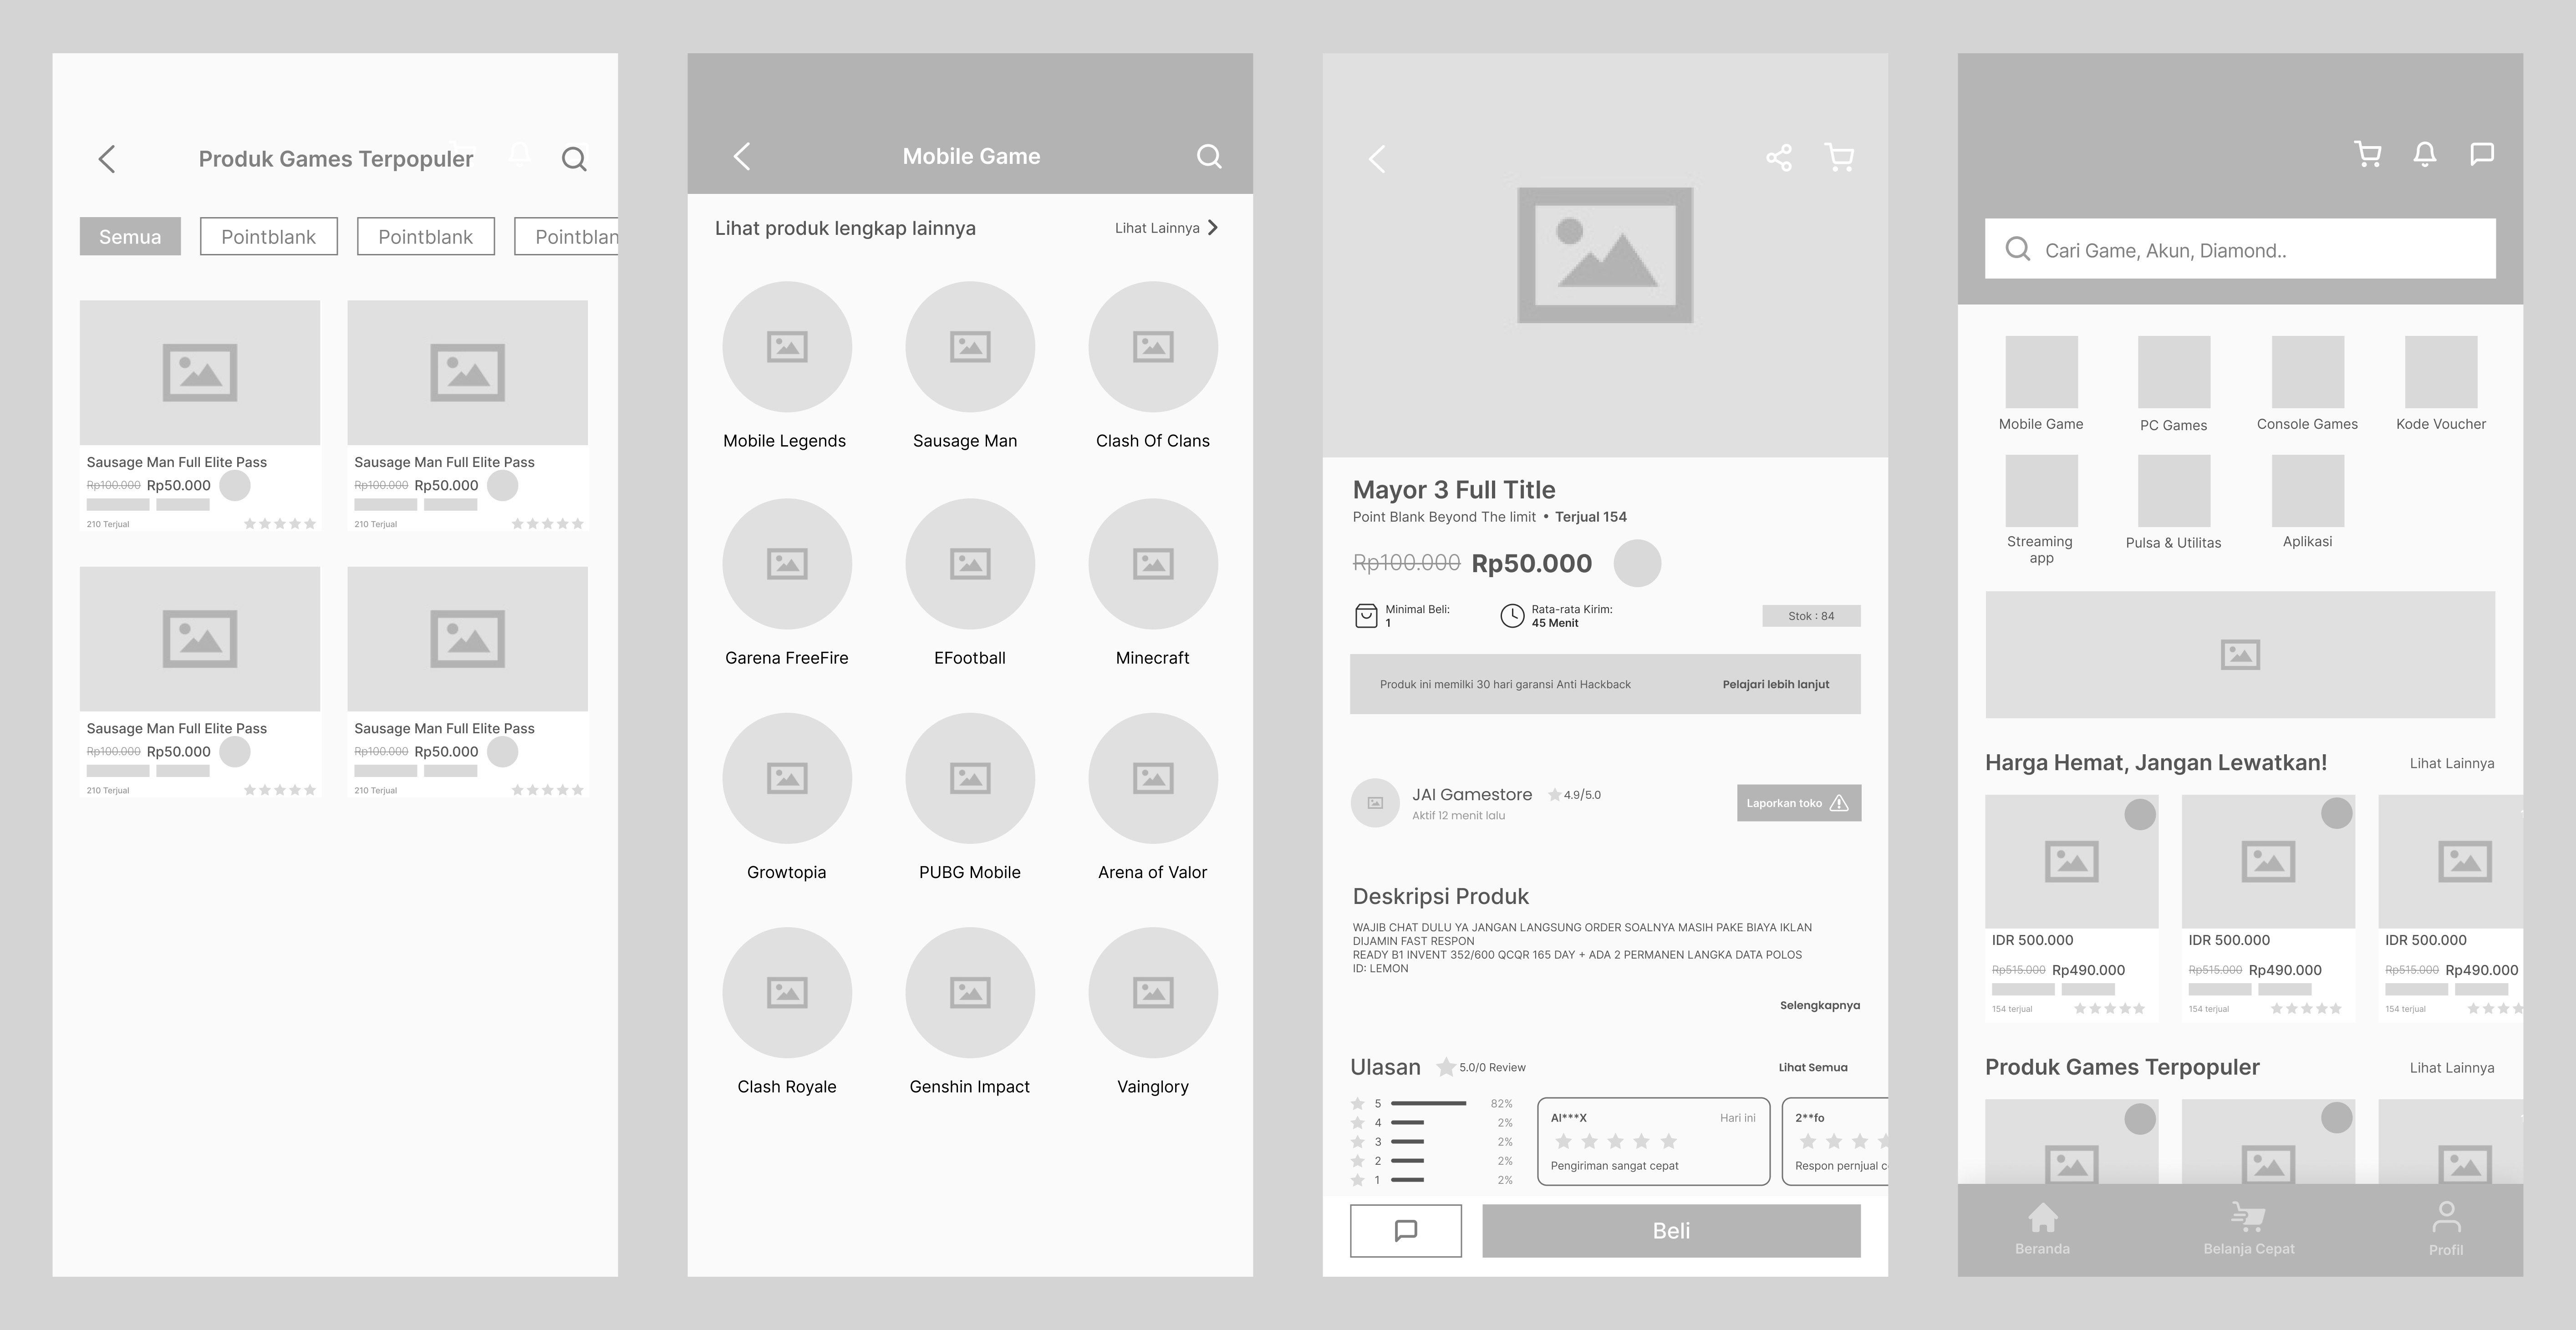 Produk Games Terpopuler
Semua
Pointblank
Pointblank
Pointblan
Sausage Man Full Elite Pass
Rp100.000 Rp50.000
210 Terjual
Sausage Man Full Elite Pass
Rp100.000 Rp50.000
210 Terjual
Sausage Man Full Elite Pass
Rp100.000 Rp50.000
210 Terjual
Sausage Man Full Elite Pass
Rp100.000 Rp50.000
210 Terjual
Mobile Game
Lihat produk lengkap lainnya
Lihat Lainnya
Mobile Legends
Sausage Man
Clash Of Clans
Garena FreeFire
EFootball
Minecraft
Growtopia
PUBG Mobile
Arena of Valor
Clash Royale
Genshin Impact
Vainglory
Mayor 3 Full Title
Point Blank Beyond The limit • Terjual 154
Rp100.000 Rp50.000
Minimal Beli:
1
Rata-rata Kirim:
45 Menit
Stok : 84
Produk ini memilki 30 hari garansi Anti Hackback
Pelajari lebih lanjut
JAI Gamestore
4.9/5.0
Aktif 12 menit lalu
Laporkan toko
Deskripsi Produk
WAJIB CHAT DULU YA JANGAN LANGSUNG ORDER SOALNYA MASIH PAKE BIAYA IKLAN
DIJAMIN FAST RESPON
READY B1 INVENT 352/600 QCQR 165 DAY + ADA 2 PERMANEN LANGKA DATA POLOS
ID: LEMON
Selengkapnya
Ulasan
5.0/0 Review
Lihat Semua
5 82%
4 2%
3 2%
2 2%
1 2%
Al***X
Hari ini
Pengiriman sangat cepat
2**fo
Respon pernjual c
Beli
Cari Game, Akun, Diamond..
Mobile Game
PC Games
Console Games
Kode Voucher
Streaming
app
Pulsa & Utilitas
Aplikasi
Harga Hemat, Jangan Lewatkan!
Lihat Lainnya
IDR 500.000
Rp515.000 Rp490.000
154 terjual
IDR 500.000
Rp515.000 Rp490.000
154 terjual
IDR 500.000
Rp515.000 Rp490.000
154 terjual
Produk Games Terpopuler
Lihat Lainnya
Beranda
Belanja Cepat
Profil